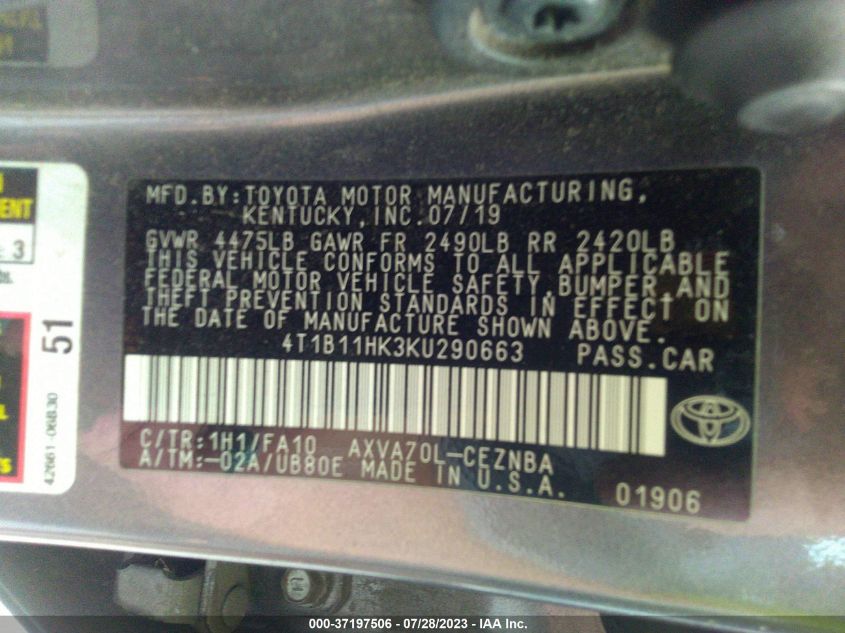 MFD.BY:TOYOTA MOTOR MANUFACTURING,
KENTUCKY, INC.07/19
GVWR 4475LB GAWR FR 2490LB RR 2420LB
THIS VEHICLE CONFORMS TO ALL APPLICABLE
FEDERAL MOTOR VEHICLE SAFETY,BUMPER,AND
THEFT PREVENTION STANDARDS IN EFFECT ON
THE DATE OF MANUFACTURE SHOWN ABOVE.
4T1B11HK3KU290663 PASS.CAR
C/TR:1H1/FA10 AXVA70L-CEZNBA
A/TM:-02A/UB80E MADE IN U.S.A. 01906
3
51
42661-06B30
000-37197506 / 07/28/2023 - IAA Inc.